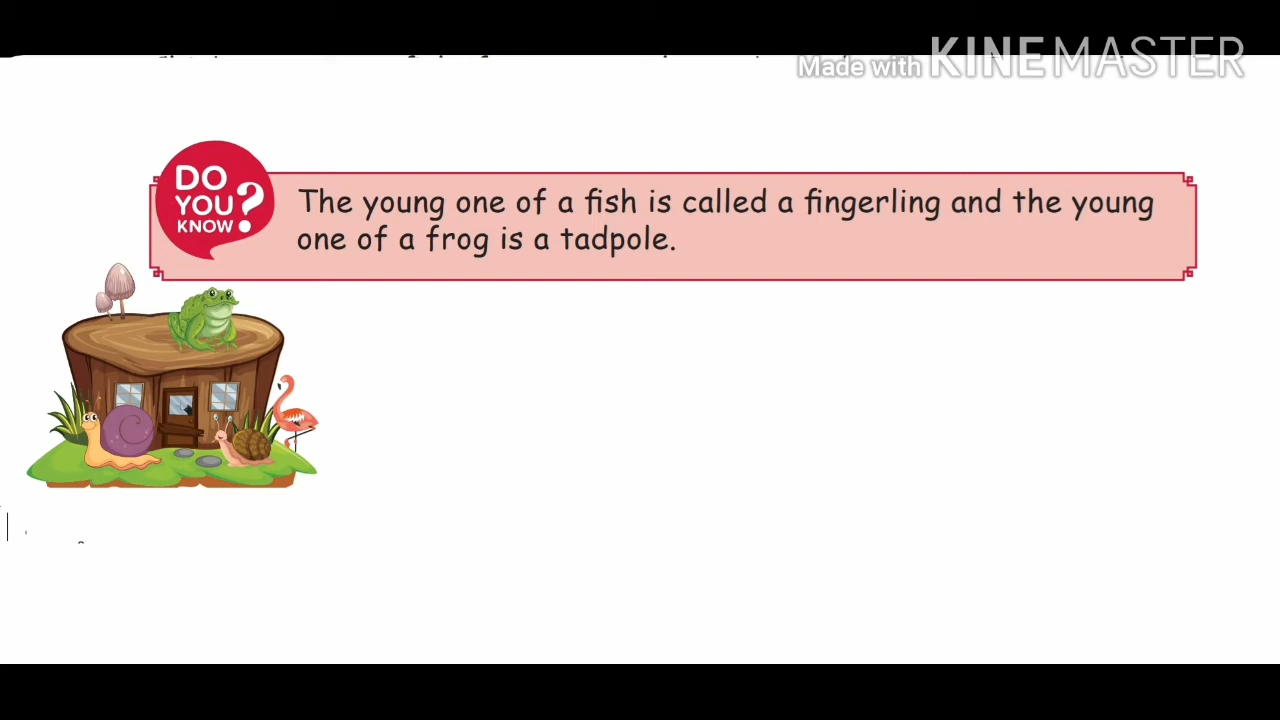 Made with KINEMASTER
DO
YOU
KNOW?
The young one of a fish is called a fingerling and the young
one of a frog is a tadpole.